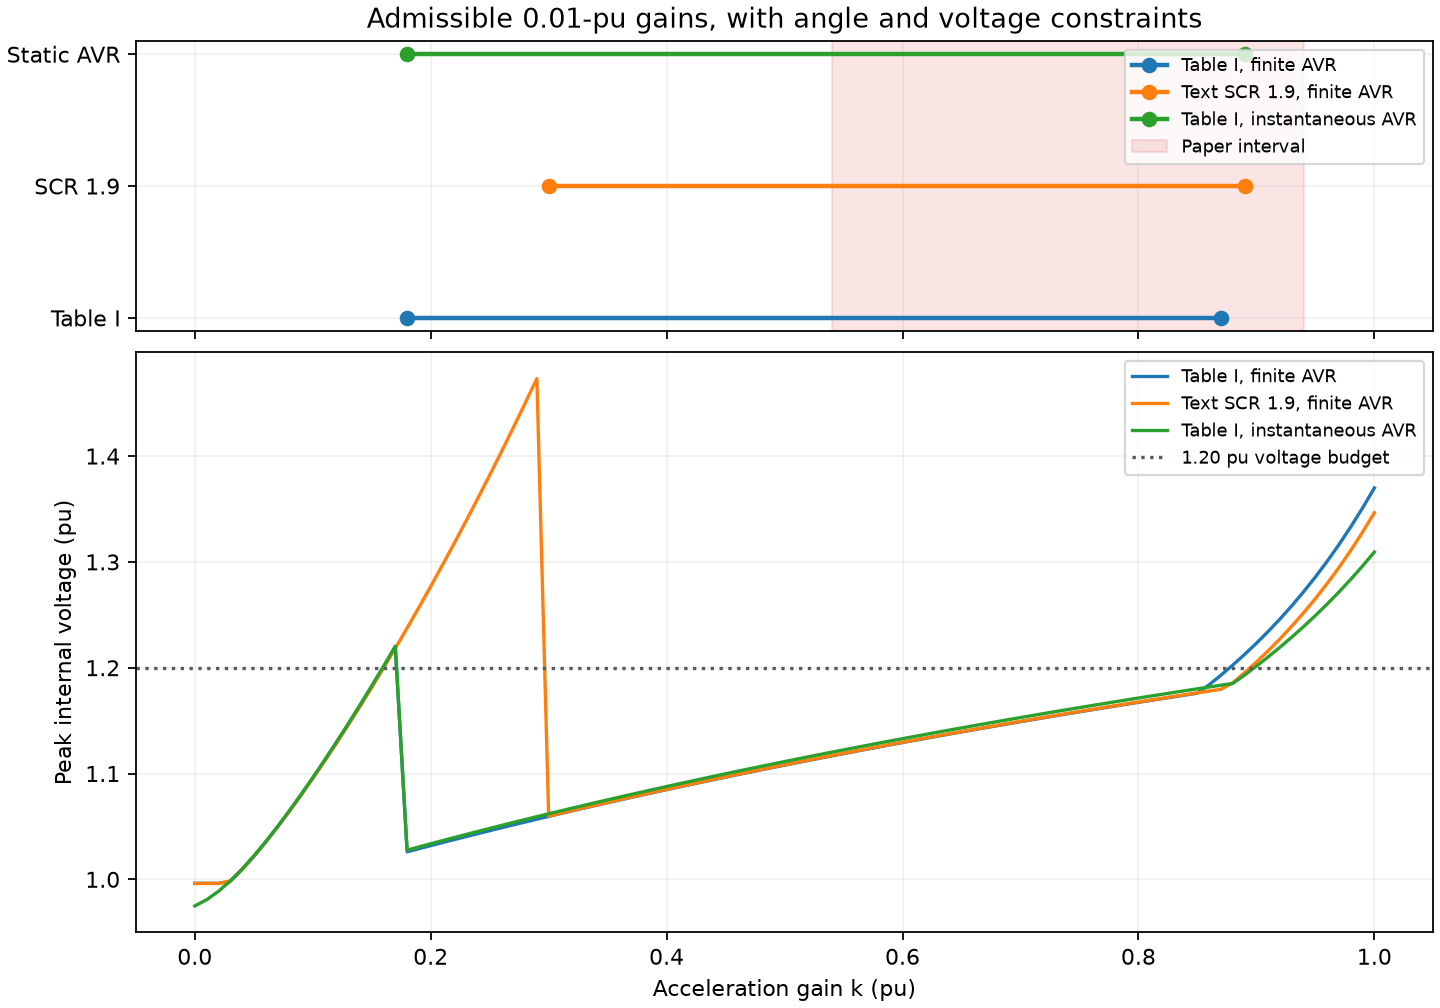 Admissible 0.01-pu gains, with angle and voltage constraints
Static AVR
SCR 1.9
Table I
Table I, finite AVR
Text SCR 1.9, finite AVR
Table I, instantaneous AVR
Paper interval
Peak internal voltage (pu)
1.4
1.3
1.2
1.1
1.0
Table I, finite AVR
Text SCR 1.9, finite AVR
Table I, instantaneous AVR
1.20 pu voltage budget
0.0 0.2 0.4 0.6 0.8 1.0
Acceleration gain k (pu)